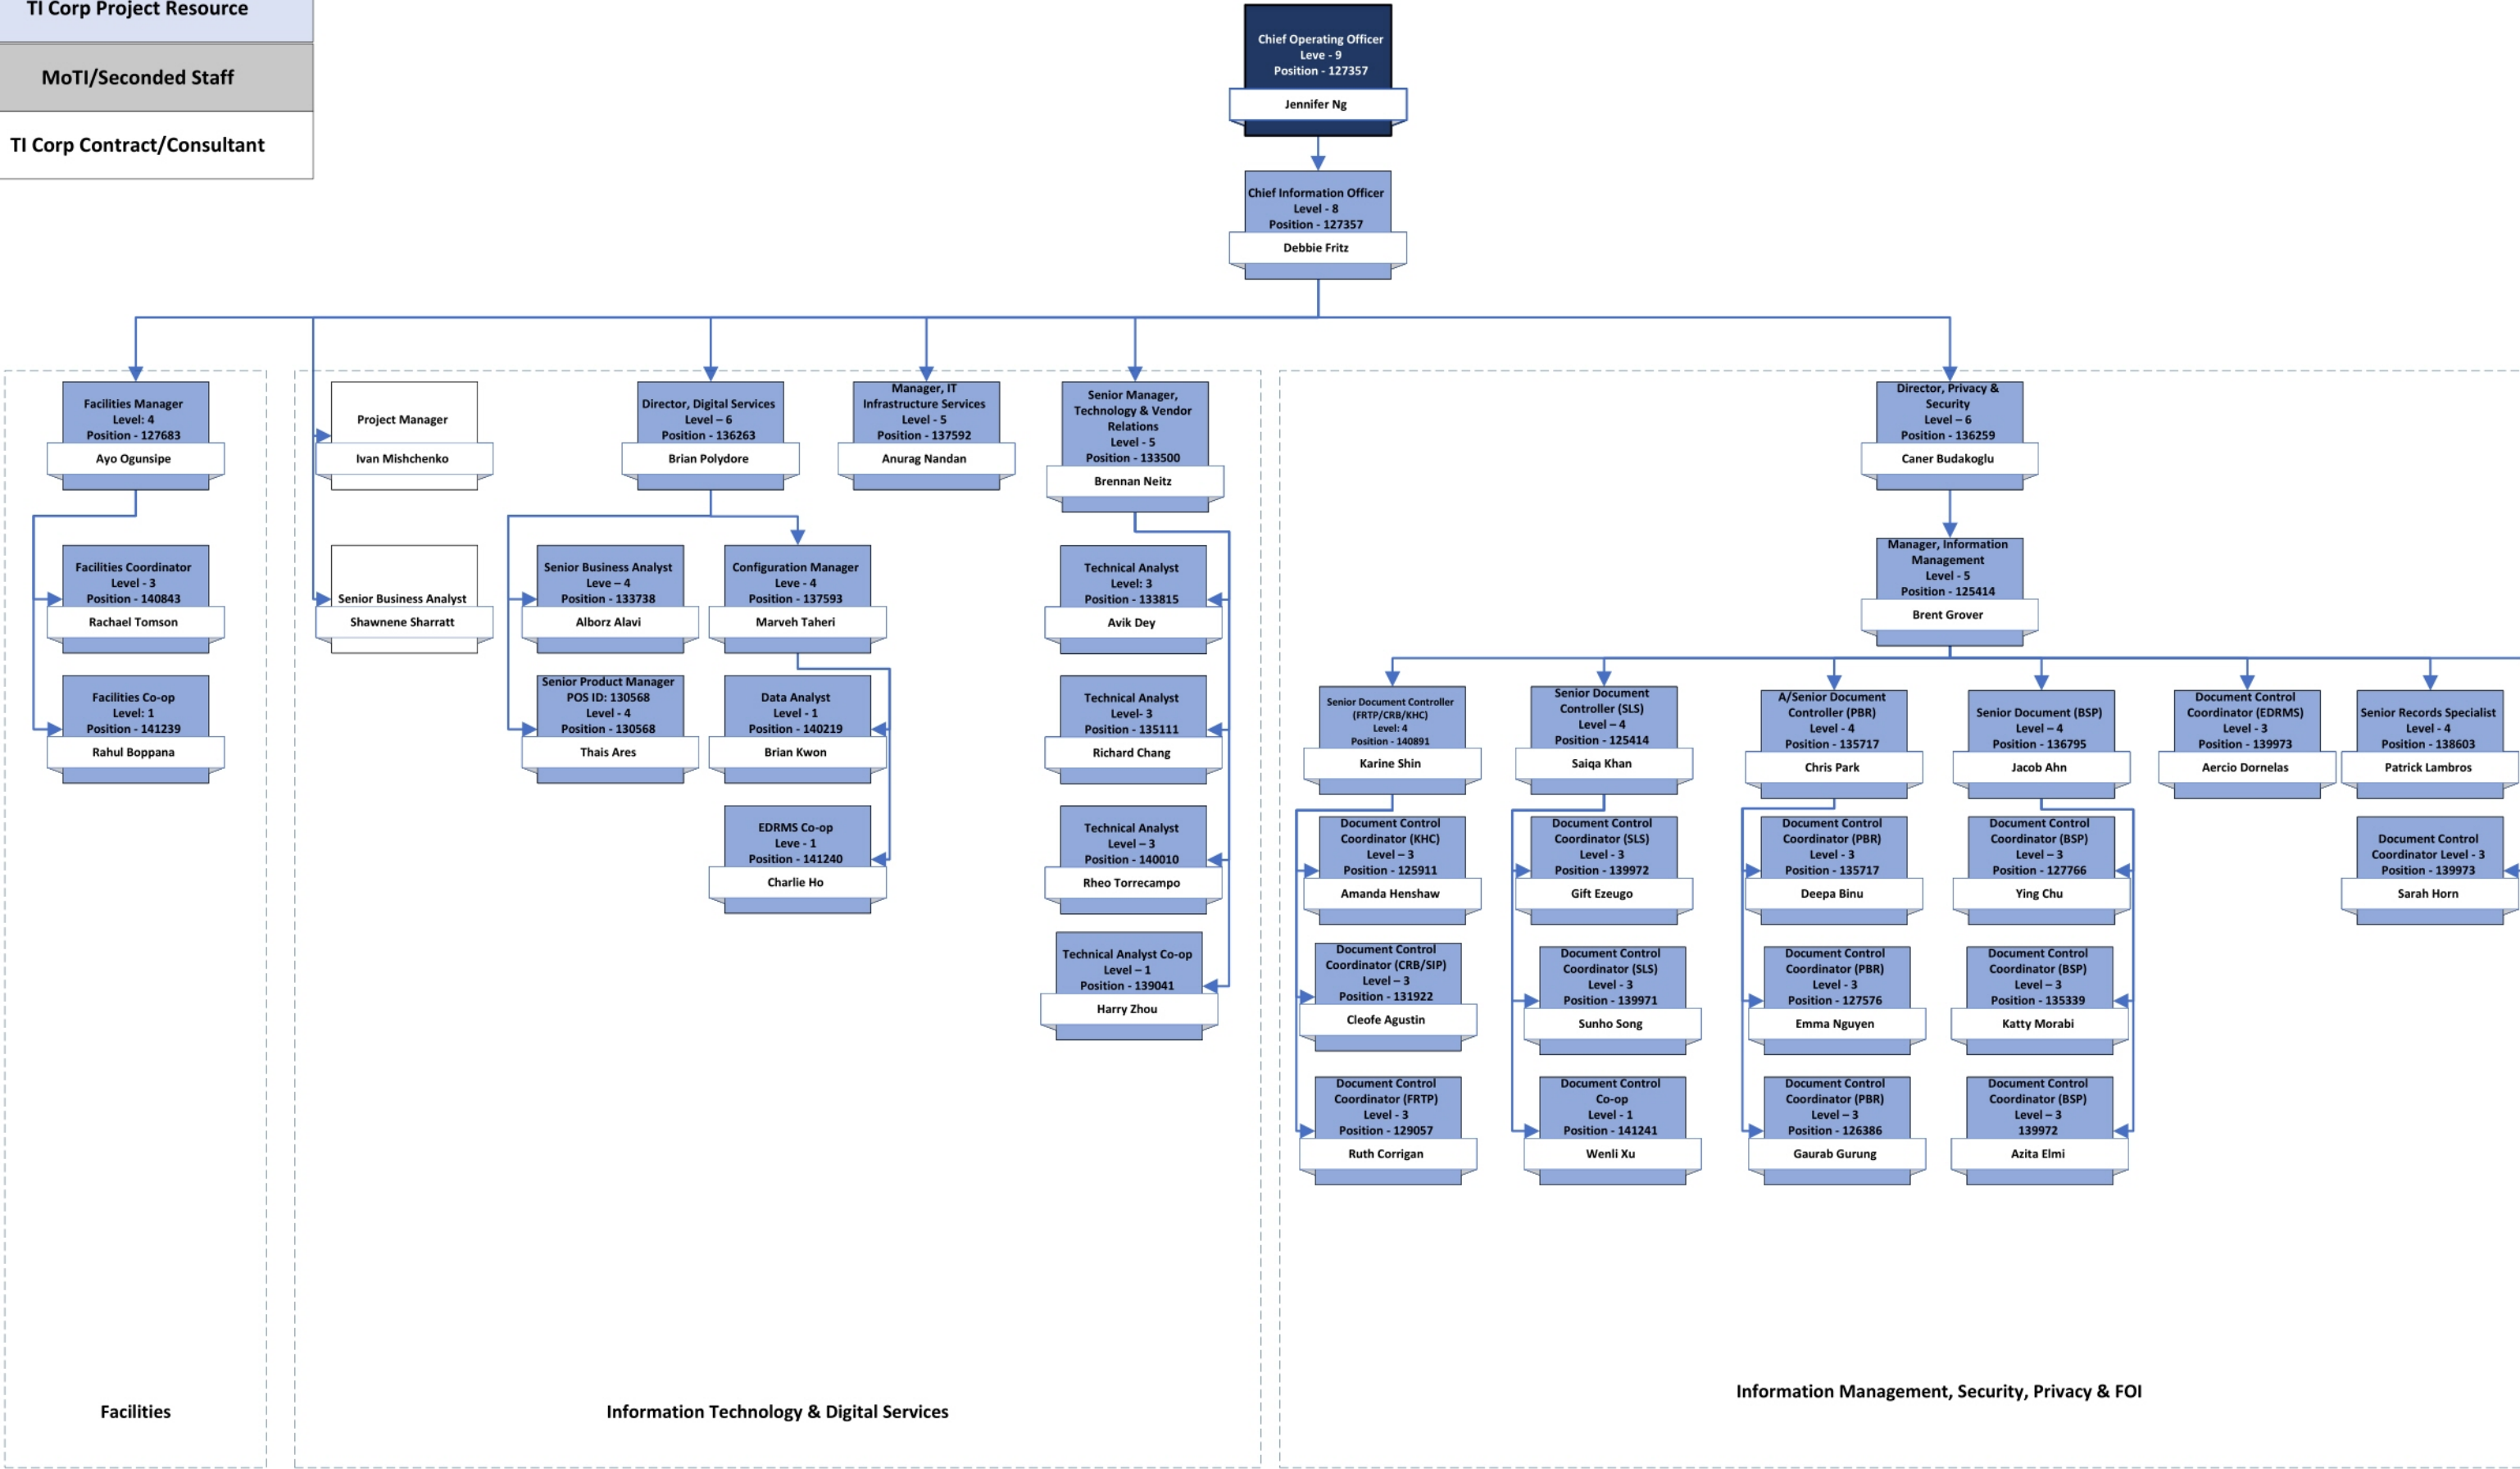 TI Corp Project Resource
MoTI/Seconded Staff
TI Corp Contract/Consultant
Chief Operating Officer
Leve - 9
Position - 127357
Jennifer Ng
Chief Information Officer
Level - 8
Position - 127357
Debbie Fritz
Facilities Manager
Level: 4
Position - 127683
Ayo Ogunsipe
Facilities Coordinator
Level - 3
Position - 140843
Rachael Tomson
Facilities Co-op
Level: 1
Position - 141239
Rahul Boppana
Facilities
Project Manager
Ivan Mishchenko
Senior Business Analyst
Shawnene Sharratt
Director, Digital Services
Level – 6
Position - 136263
Brian Polydore
Senior Business Analyst
Leve – 4
Position - 133738
Alborz Alavi
Senior Product Manager
POS ID: 130568
Level - 4
Position - 130568
Thais Ares
Configuration Manager
Leve - 4
Position - 137593
Marveh Taheri
Data Analyst
Level - 1
Position - 140219
Brian Kwon
EDRMS Co-op
Leve - 1
Position - 141240
Charlie Ho
Manager, IT
Infrastructure Services
Level - 5
Position - 137592
Anurag Nandan
Senior Manager,
Technology & Vendor
Relations
Level - 5
Position - 133500
Brennan Neitz
Technical Analyst
Level: 3
Position - 133815
Avik Dey
Technical Analyst
Level- 3
Position - 135111
Richard Chang
Technical Analyst
Level – 3
Position - 140010
Rheo Torrecampo
Technical Analyst Co-op
Level – 1
Position - 139041
Harry Zhou
Information Technology & Digital Services
Director, Privacy &
Security
Level – 6
Position - 136259
Caner Budakoglu
Manager, Information
Management
Level - 5
Position - 125414
Brent Grover
Senior Document Controller
(FRTP/CRB/KHC)
Level: 4
Position - 140891
Karine Shin
Document Control
Coordinator (KHC)
Level – 3
Position - 125911
Amanda Henshaw
Document Control
Coordinator (CRB/SIP)
Level – 3
Position - 131922
Cleofe Agustin
Document Control
Coordinator (FRTP)
Level - 3
Position - 129057
Ruth Corrigan
Senior Document
Controller (SLS)
Level – 4
Position - 125414
Saiqa Khan
Document Control
Coordinator (SLS)
Level - 3
Position - 139972
Gift Ezeugo
Document Control
Coordinator (SLS)
Level - 3
Position - 139971
Sunho Song
Document Control
Co-op
Level - 1
Position - 141241
Wenli Xu
A/Senior Document
Controller (PBR)
Level - 4
Position - 135717
Chris Park
Document Control
Coordinator (PBR)
Level - 3
Position - 135717
Deepa Binu
Document Control
Coordinator (PBR)
Level - 3
Position - 127576
Emma Nguyen
Document Control
Coordinator (PBR)
Level – 3
Position - 126386
Gaurab Gurung
Senior Document (BSP)
Level – 4
Position - 136795
Jacob Ahn
Document Control
Coordinator (BSP)
Level – 3
Position - 127766
Ying Chu
Document Control
Coordinator (BSP)
Level – 3
Position - 135339
Katty Morabi
Document Control
Coordinator (BSP)
Level – 3
139972
Azita Elmi
Document Control
Coordinator (EDRMS)
Level - 3
Position - 139973
Aercio Dornelas
Senior Records Specialist
Level - 4
Position - 138603
Patrick Lambros
Document Control
Coordinator Level - 3
Position - 139973
Sarah Horn
Information Management, Security, Privacy & FOI